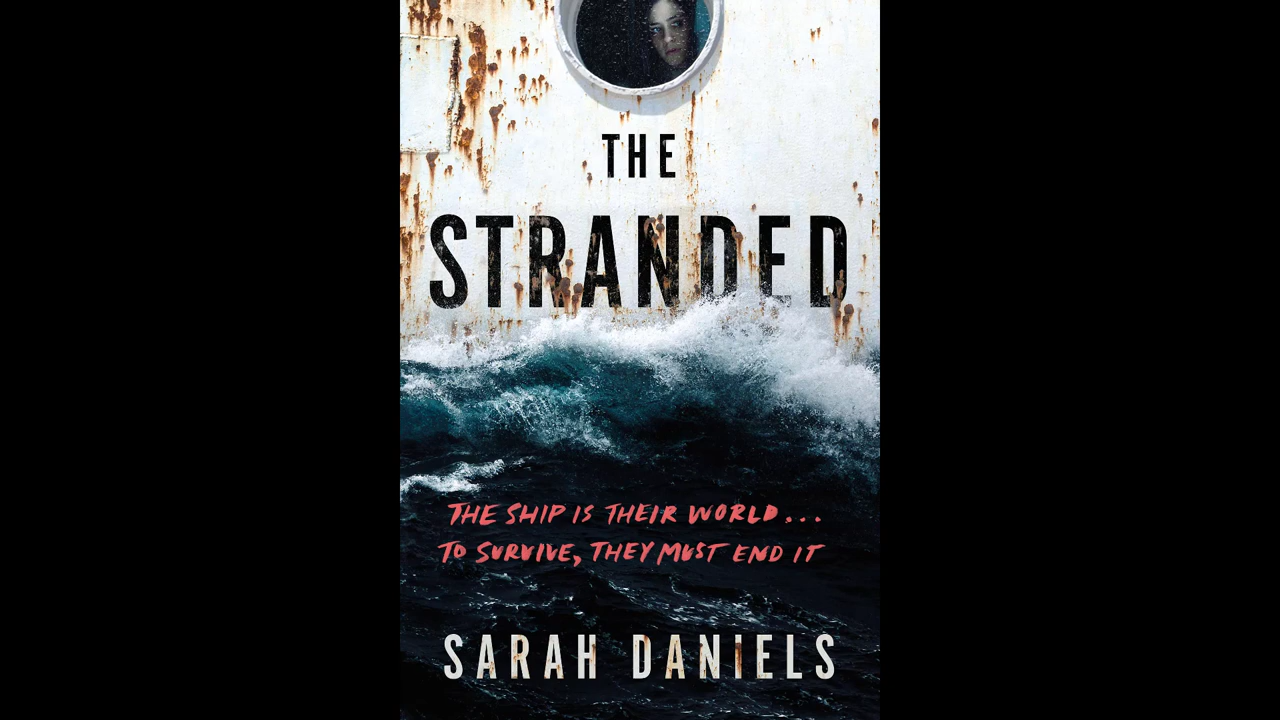 THE
STRANDED
THE SHIP IS THEIR WORLD...
TO SURVIVE, THEY MUST END IT
SARAH DANIELS